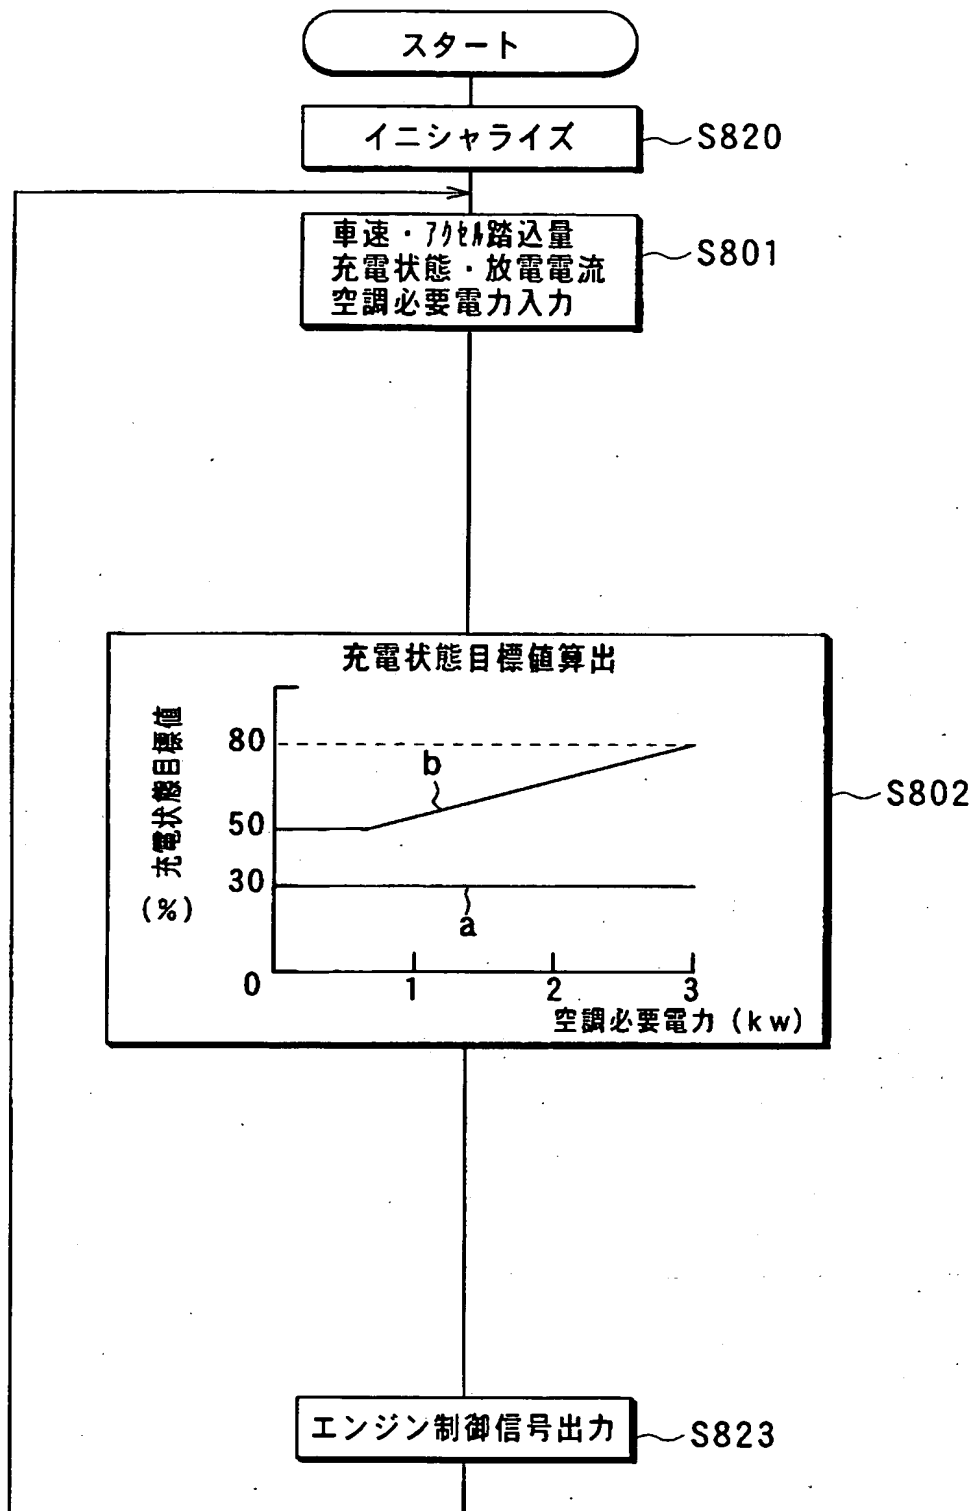 スタート
イニシャライズ
S820
車速・アクセル踏込量
充電状態・放電電流
空調必要電力入力
S801
充電状態目標値算出
充電状態目標値
(%)
80
50
30
0
b
a
1
2
3
空調必要電力 (kw)
S802
エンジン制御信号出力
S823